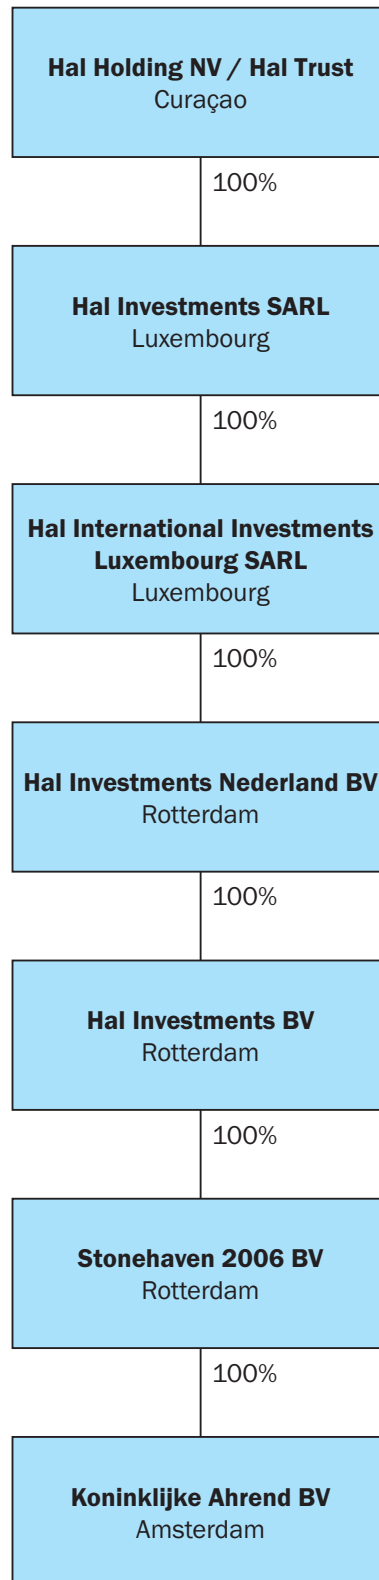 Hal Holding NV / Hal Trust
Curaçao
100%
Hal Investments SARL
Luxembourg
100%
Hal International Investments
Luxembourg SARL
Luxembourg
100%
Hal Investments Nederland BV
Rotterdam
100%
Hal Investments BV
Rotterdam
100%
Stonehaven 2006 BV
Rotterdam
100%
Koninklijke Ahrend BV
Amsterdam